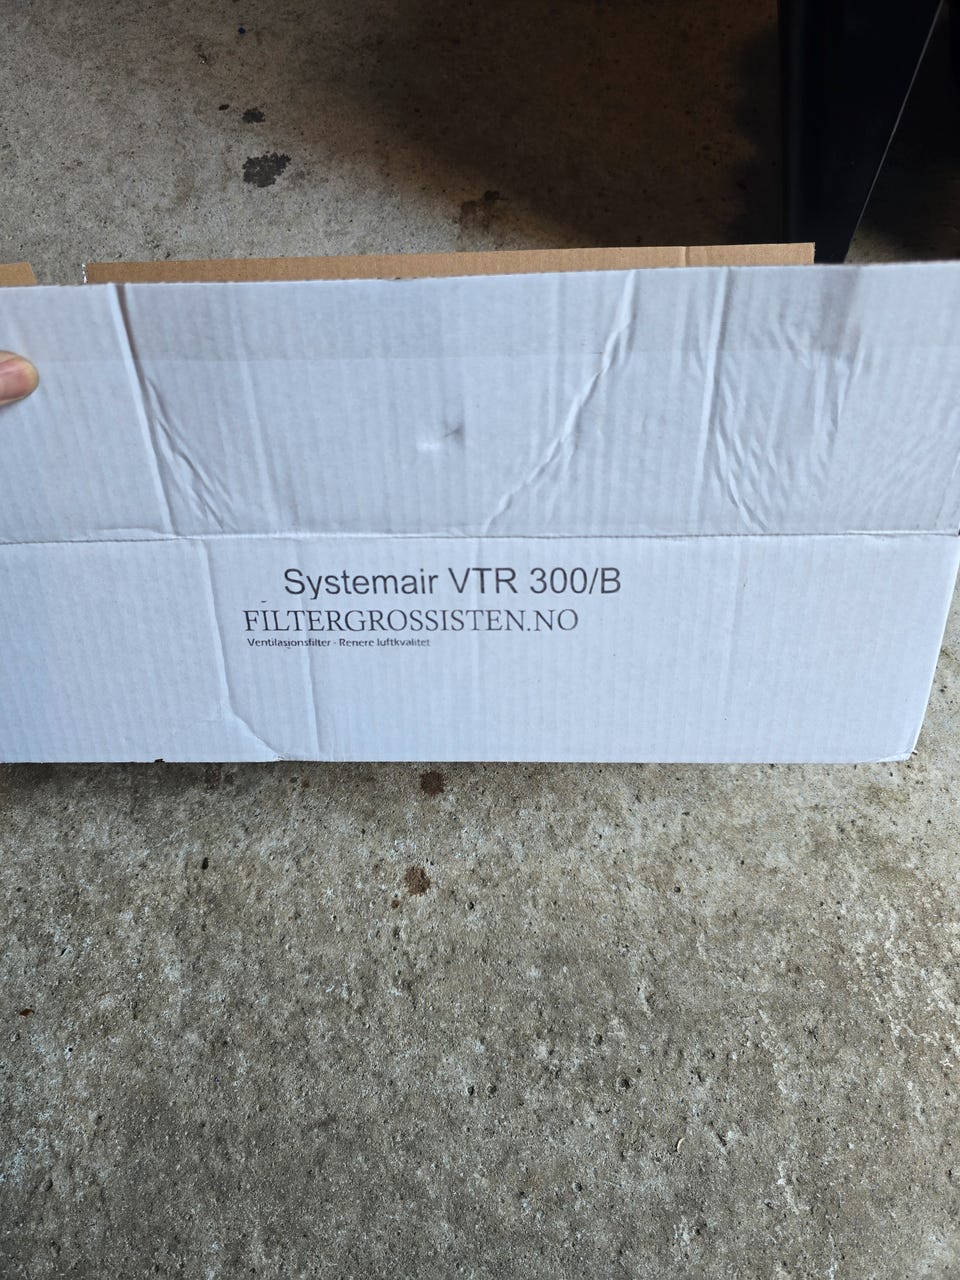 Systemair VTR 300/B
FILTERGROSSISTEN.NO
Ventilasjonsfilter - Renere luftkvalitet